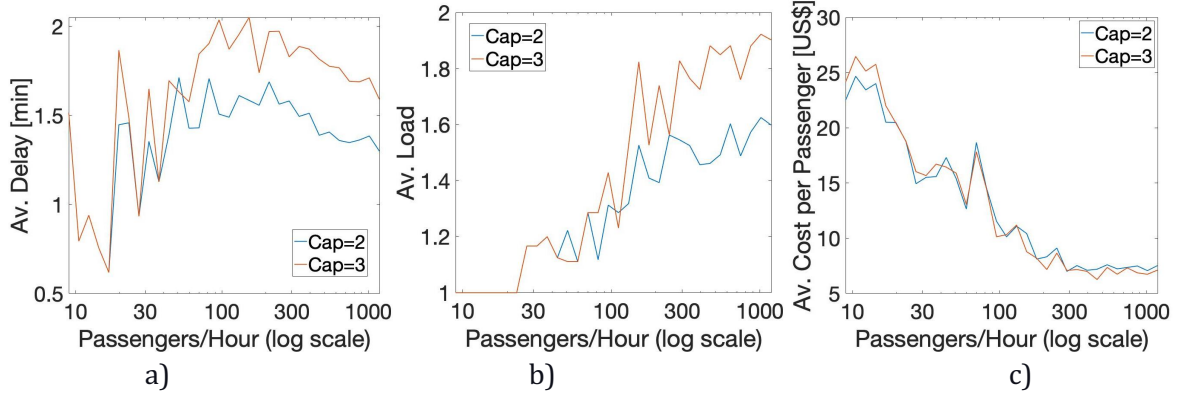 Av. Delay [min]
2
1.5
1
0.5
10 30 100 300 1000
Passengers/Hour (log scale)
Cap=2
Cap=3
a)
Av. Load
2
1.8
1.6
1.4
1.2
1
10 30 100 300 1000
Passengers/Hour (log scale)
Cap=2
Cap=3
b)
Av. Cost per Passenger [US$]
30
25
20
15
10
5
10 30 100 300 1000
Passengers/Hour (log scale)
Cap=2
Cap=3
c)